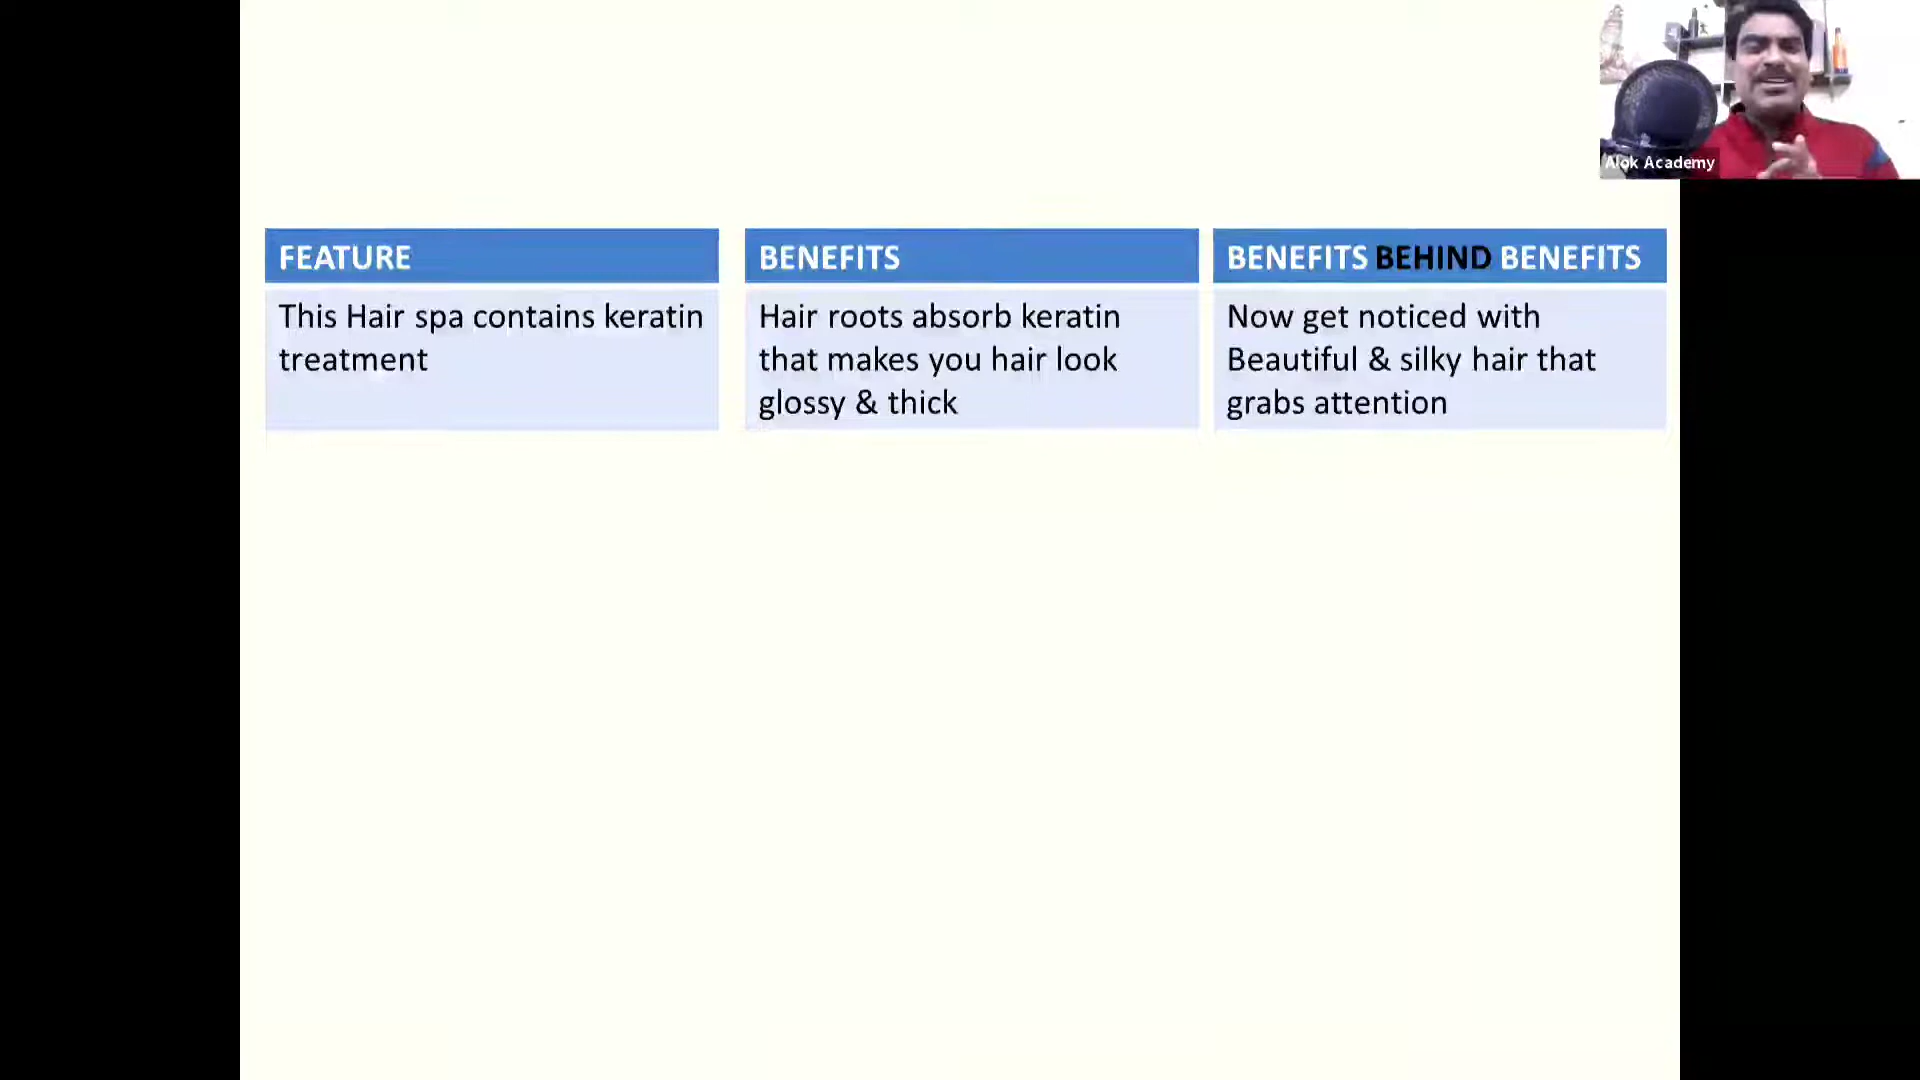 Alok Academy
FEATURE
This Hair spa contains keratin
treatment
BENEFITS
Hair roots absorb keratin
that makes you hair look
glossy & thick
BENEFITS BEHIND BENEFITS
Now get noticed with
Beautiful & silky hair that
grabs attention